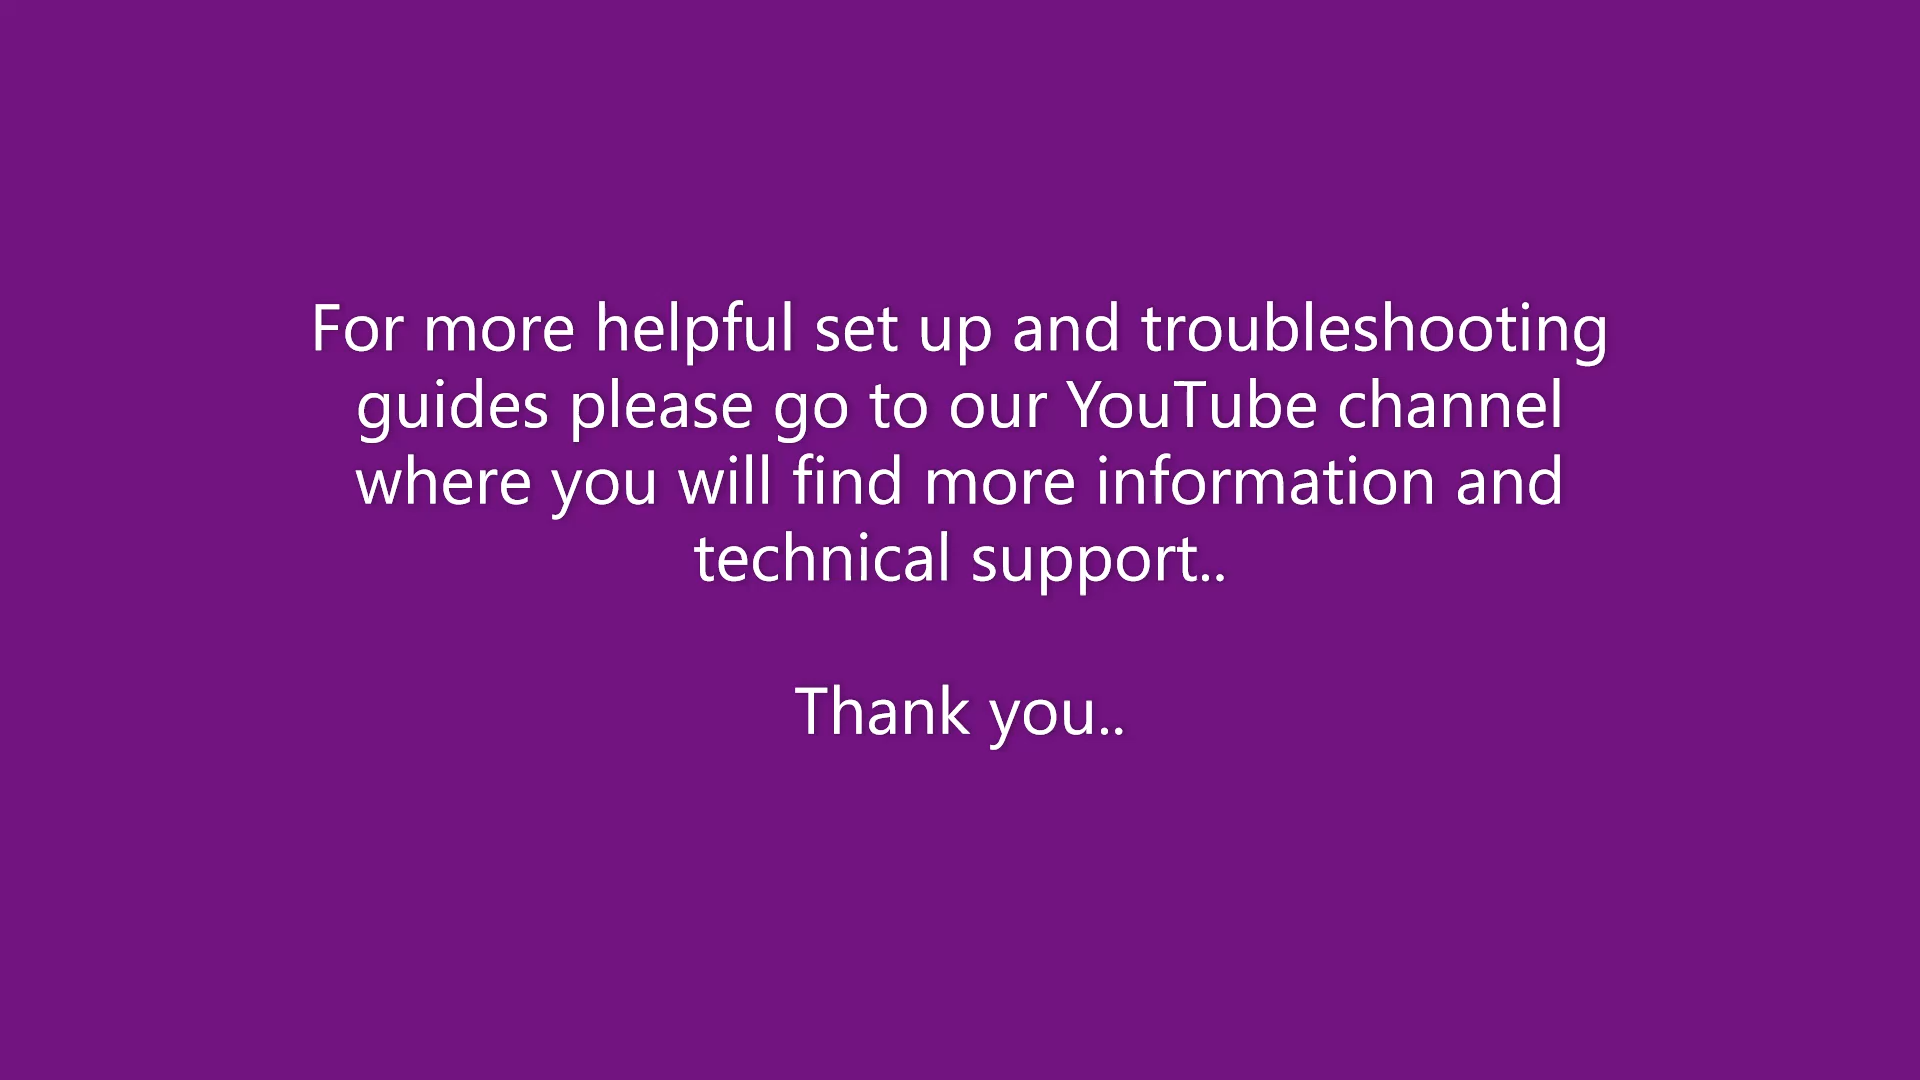 For more helpful set up and troubleshooting
guides please go to our YouTube channel
where you will find more information and
technical support..
Thank you..